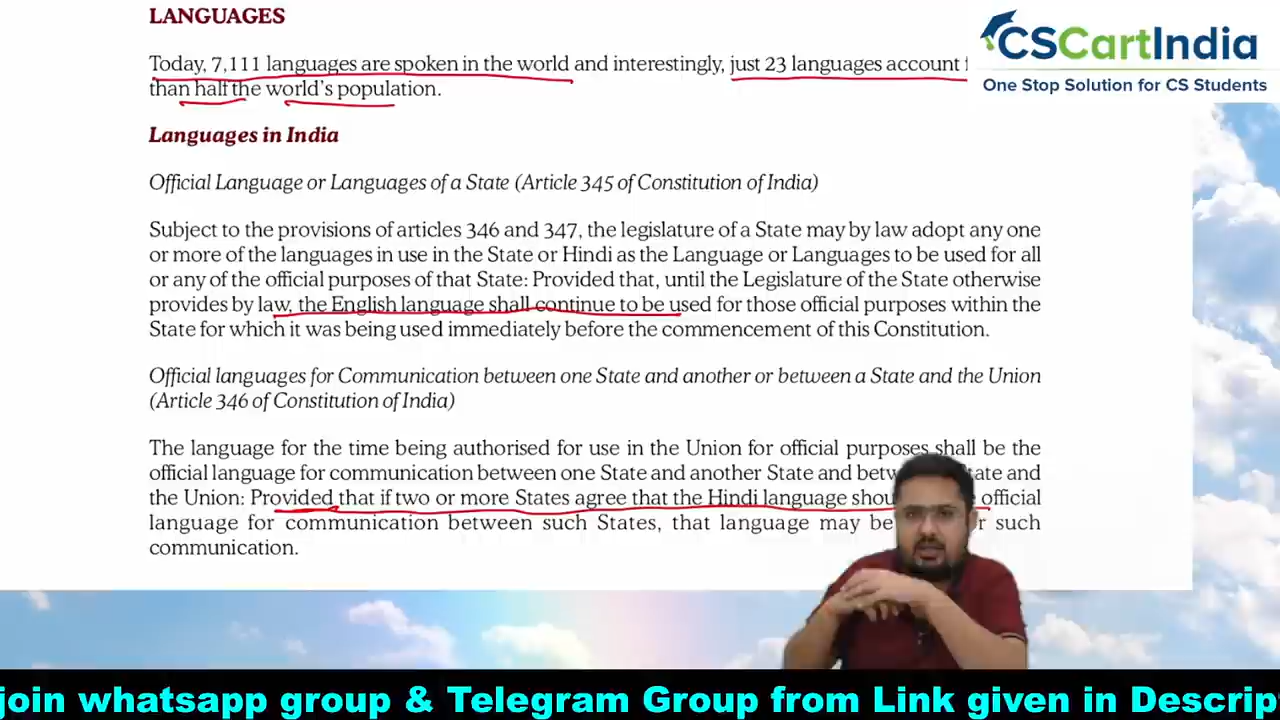 LANGUAGES
CSCartIndia
One Stop Solution for CS Students
Today, 7,111 languages are spoken in the world and interestingly, just 23 languages account
than half the world's population.
Languages in India
Official Language or Languages of a State (Article 345 of Constitution of India)
Subject to the provisions of articles 346 and 347, the legislature of a State may by law adopt any one
or more of the languages in use in the State or Hindi as the Language or Languages to be used for all
or any of the official purposes of that State: Provided that, until the Legislature of the State otherwise
provides by law, the English language shall continue to be used for those official purposes within the
State for which it was being used immediately before the commencement of this Constitution.
Official languages for Communication between one State and another or between a State and the Union
(Article 346 of Constitution of India)
The language for the time being authorised for use in the Union for official purposes shall be the
official language for communication between one State and another State and and
the Union: Provided that if two or more States agree that the Hindi language official
language for communication between such States, that language may be such
communication.
join whatsapp group & Telegram Group from Link given in Descrip